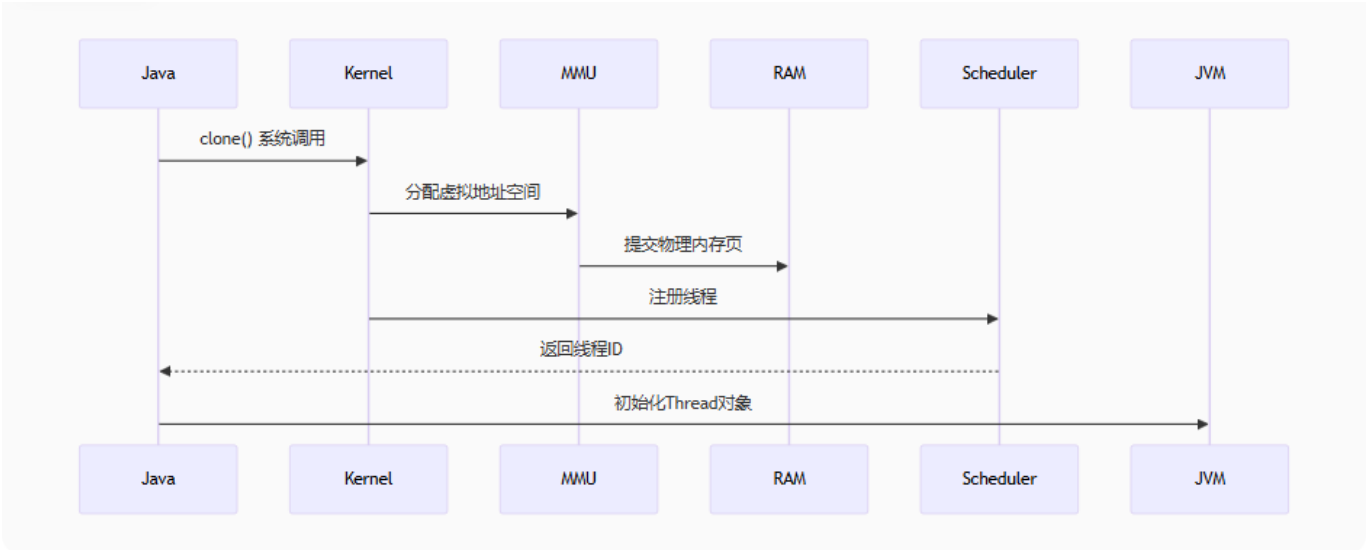 Java Kernel MMU RAM Scheduler JVM
clone() 系统调用
分配虚拟地址空间
提交物理内存页
注册线程
返回线程ID
初始化Thread对象
Java Kernel MMU RAM Scheduler JVM